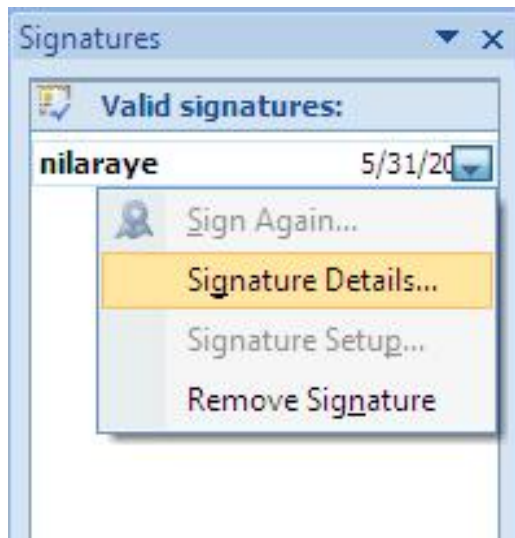 Signatures
Valid signatures:
nilaraye 5/31/20
Sign Again...
Signature Details...
Signature Setup...
Remove Signature